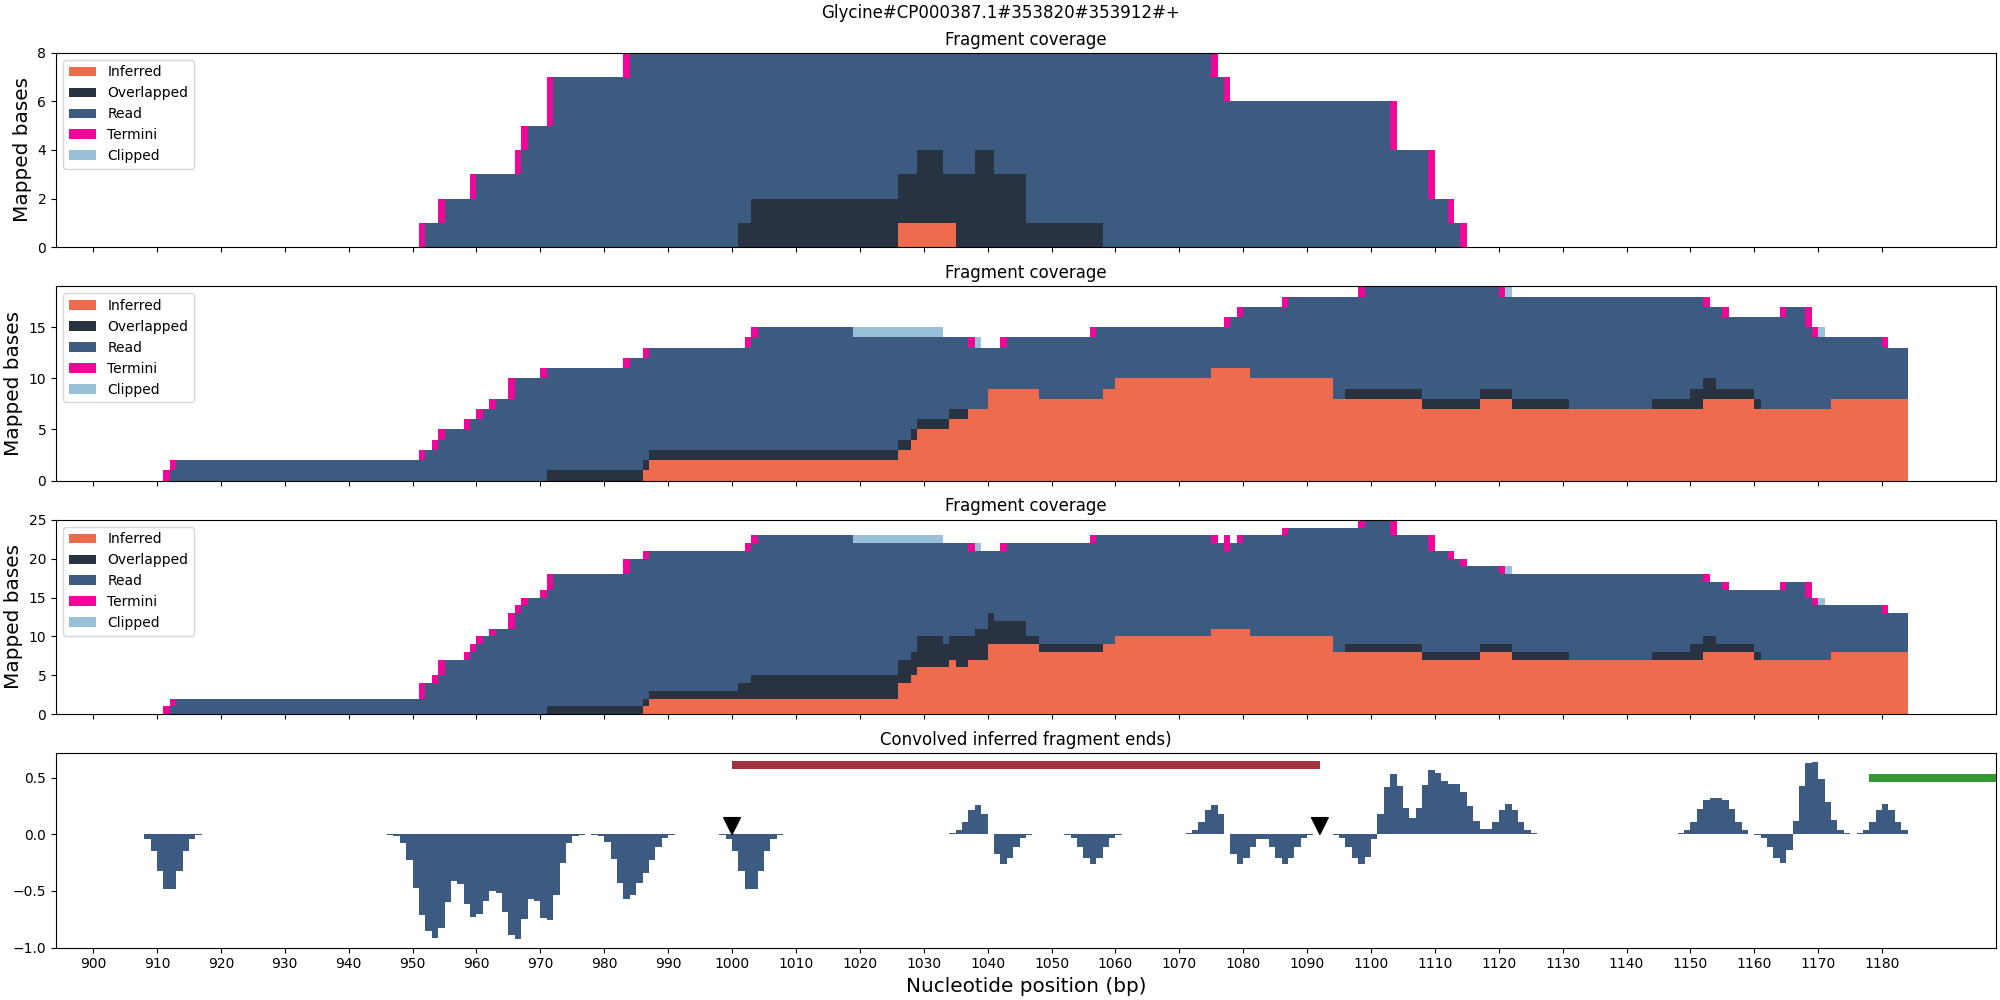 Glycine#CP000387.1#353820#353912#+
Fragment coverage
Mapped bases
8
6
4
2
0
Inferred
Overlapped
Read
Termini
Clipped
Fragment coverage
Mapped bases
15
10
5
0
Inferred
Overlapped
Read
Termini
Clipped
Fragment coverage
Mapped bases
25
20
15
10
5
0
Inferred
Overlapped
Read
Termini
Clipped
Convolved inferred fragment ends)
0.5
0.0
−0.5
−1.0
900 910 920 930 940 950 960 970 980 990 1000 1010 1020 1030 1040 1050 1060 1070 1080 1090 1100 1110 1120 1130 1140 1150 1160 1170 1180
Nucleotide position (bp)